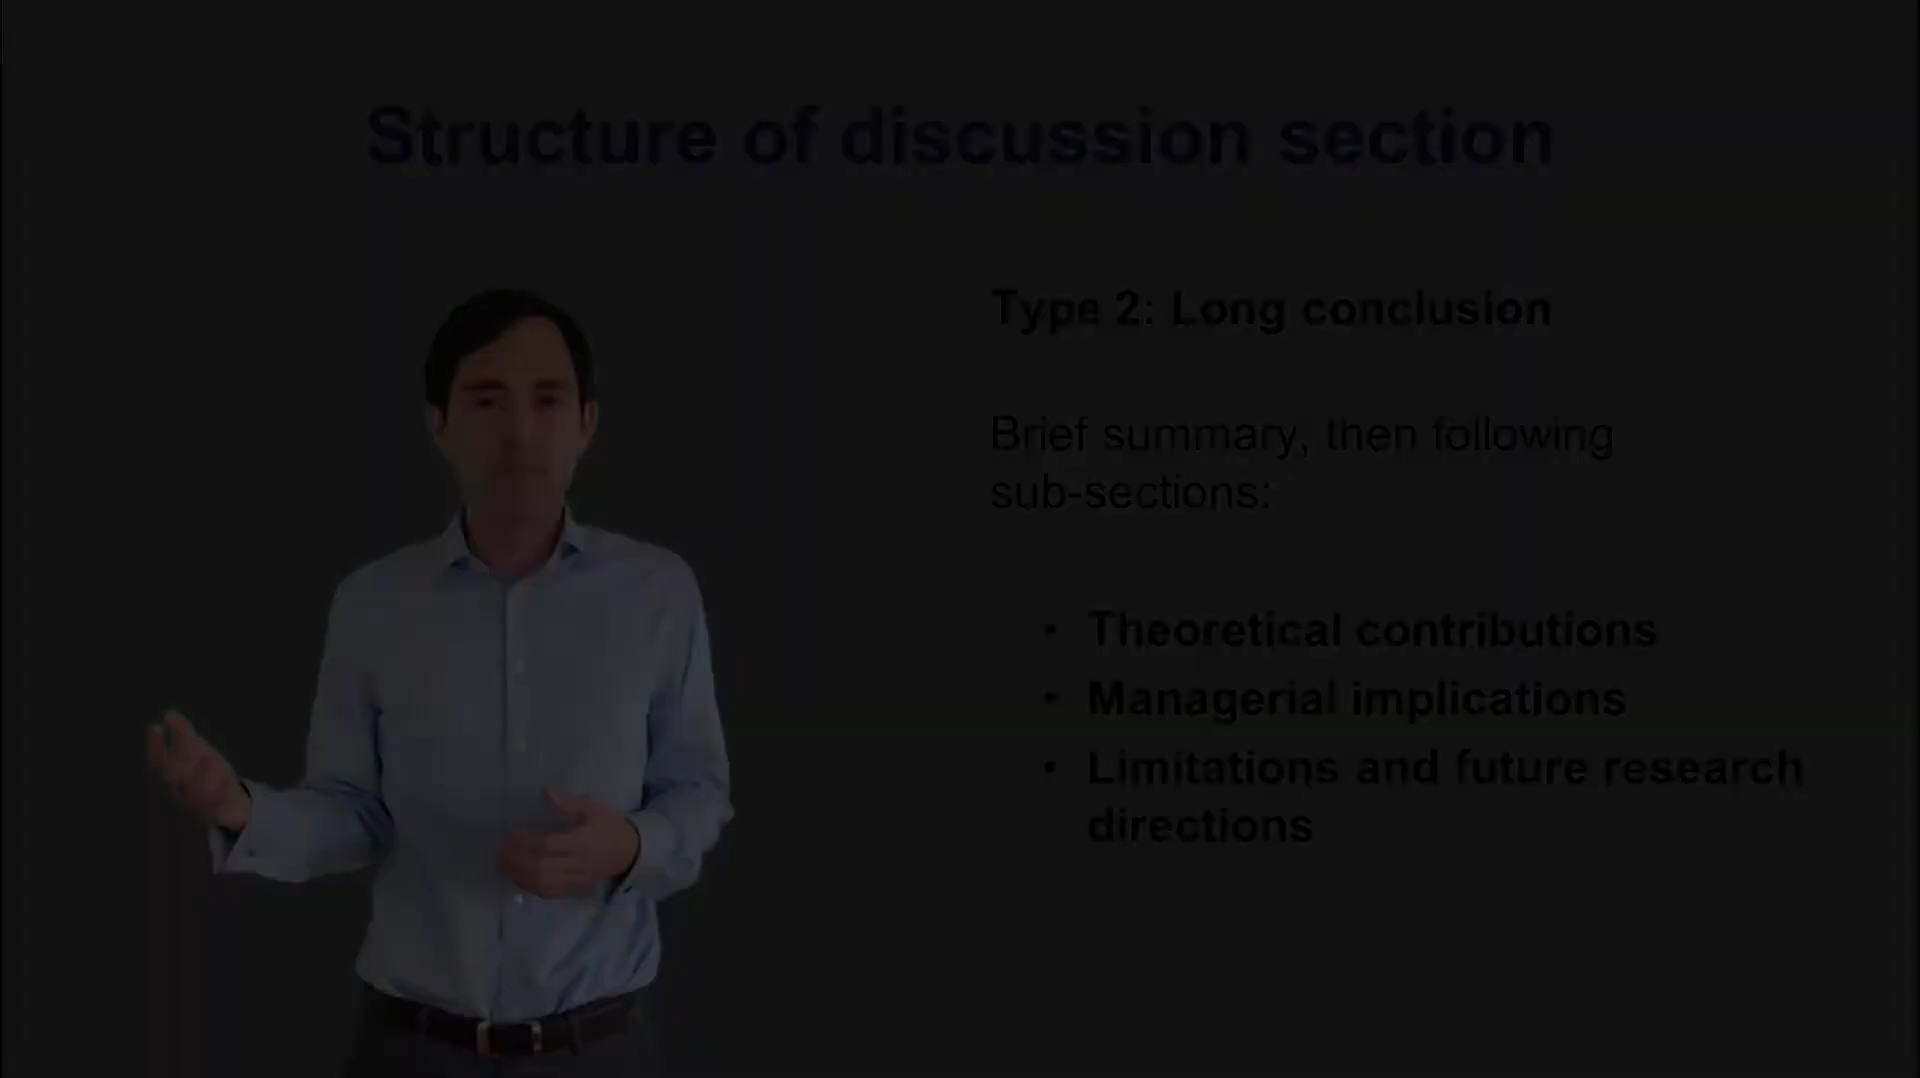 Structure of discussion section
Type 2: Long conclusion
Brief summary, then following
sub-sections:
• Theoretical contributions
• Managerial implications
• Limitations and future research
directions